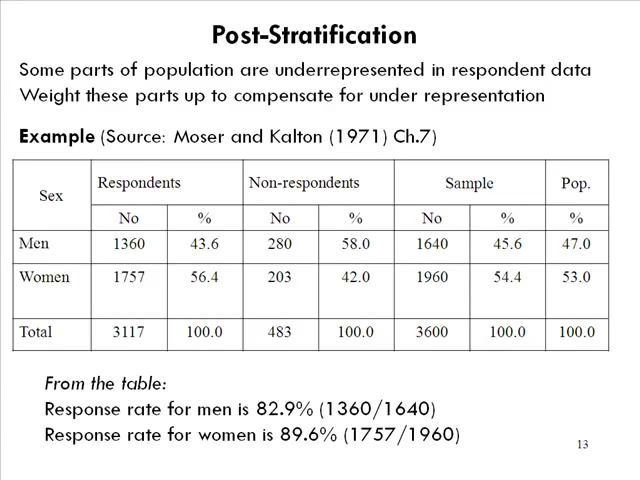 Post-Stratification
Some parts of population are underrepresented in respondent data
Weight these parts up to compensate for under representation
Example (Source: Moser and Kalton (1971) Ch.7)
Sex Respondents Non-respondents Sample Pop.
No % No % No % %
Men 1360 43.6 280 58.0 1640 45.6 47.0
Women 1757 56.4 203 42.0 1960 54.4 53.0
Total 3117 100.0 483 100.0 3600 100.0 100.0
From the table:
Response rate for men is 82.9% (1360/1640)
Response rate for women is 89.6% (1757/1960)
13